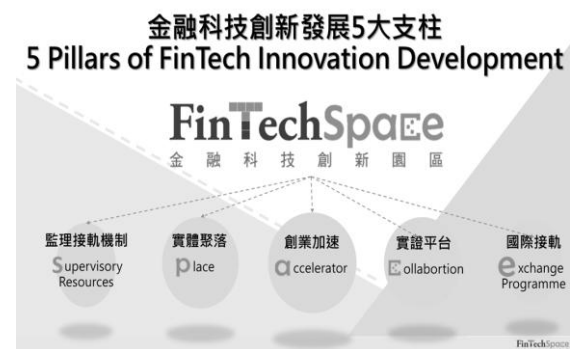 金融科技創新發展5大支柱
5 Pillars of FinTech Innovation Development
FinTechSpace
金融科技創新園區
監理接軌機制
Supervisory
Resources
實體聚落
place
創業加速
accelerator
實證平台
Collabortion
國際接軌
exchange
Programme
FinTechSpace